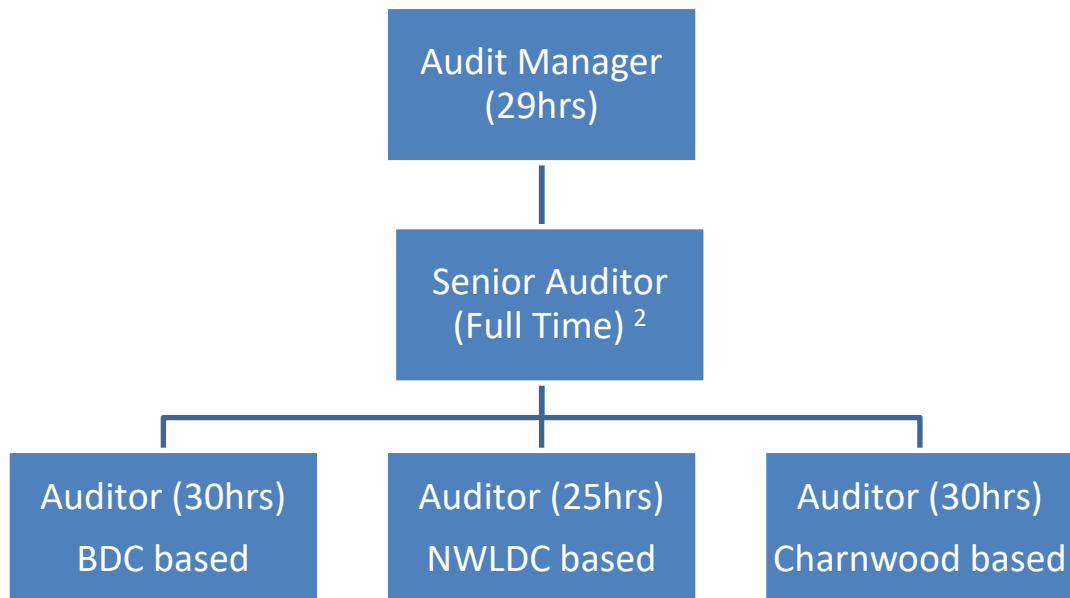 Audit Manager
(29hrs)
Senior Auditor
(Full Time) ²
Auditor (30hrs)
BDC based
Auditor (25hrs)
NWLDC based
Auditor (30hrs)
Charnwood based